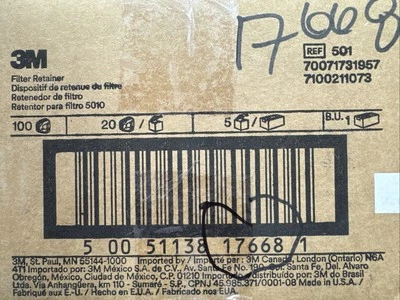 17668
3M
REF 501
70071731957
7100211073
Filter Retainer
Dispositif de retenue du filtre
Retenedor de filtro
Retentor para filtro 5010
100 20 / 5 / B.U. 1
5 00 51138 17668 1
3M, St. Paul, MN 55144-1000 Imported by / Importé par : 3M Canada, London (Ontario) N6A
4T1 Importado por: 3M México S.A. de C.V., Av. Santa Fe No. 190, Col. Santa Fe, Del. Alvaro
Obregón, México, Ciudad de México, C.P. 01210 Importado e distribuído por: 3M do Brasil
Ltda. Via Anhangüera, km 110 - Sumaré - S.P. CNPJ 45.985.371/0001-08 Made in U.S.A. /
Fabriqué aux É.-U. / Hecho en E.U.A. / Fabricado nos EUA.